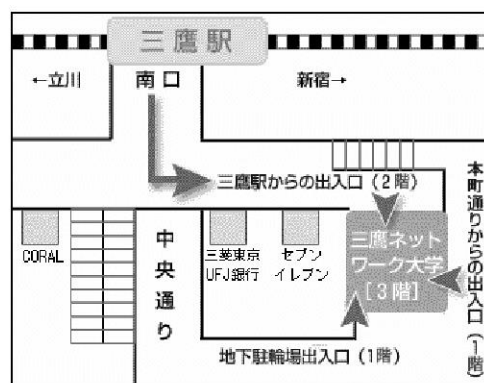 三鷹駅
←立川
南口
新宿→
三鷹駅からの出入口（2階）
本町通りからの出入口（1階）
CORAL
中央通り
三菱東京
UFJ銀行
セブン
イレブン
三鷹ネット
ワーク大学
［3階］
地下駐輪場出入口（1階）